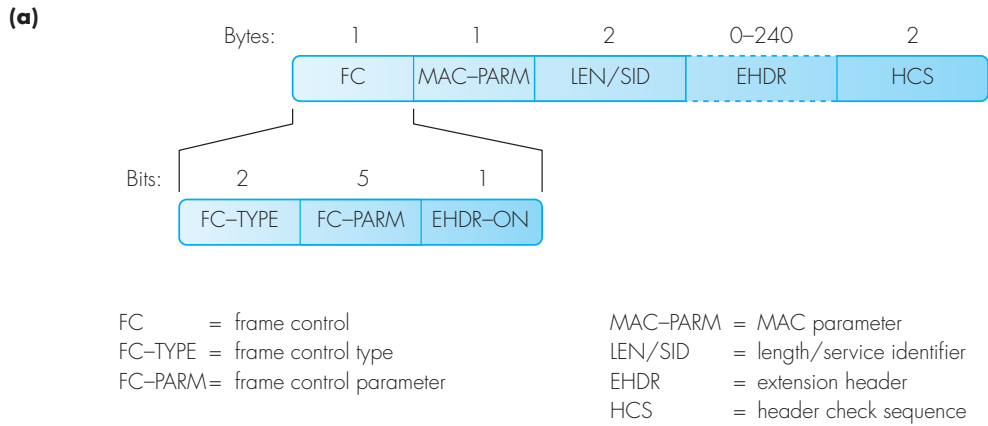 (a)
Bytes: 1 1 2 0–240 2
FC MAC–PARM LEN/SID EHDR HCS
Bits: 2 5 1
FC–TYPE FC–PARM EHDR–ON
FC = frame control
FC–TYPE = frame control type
FC–PARM = frame control parameter
MAC–PARM = MAC parameter
LEN/SID = length/service identifier
EHDR = extension header
HCS = header check sequence